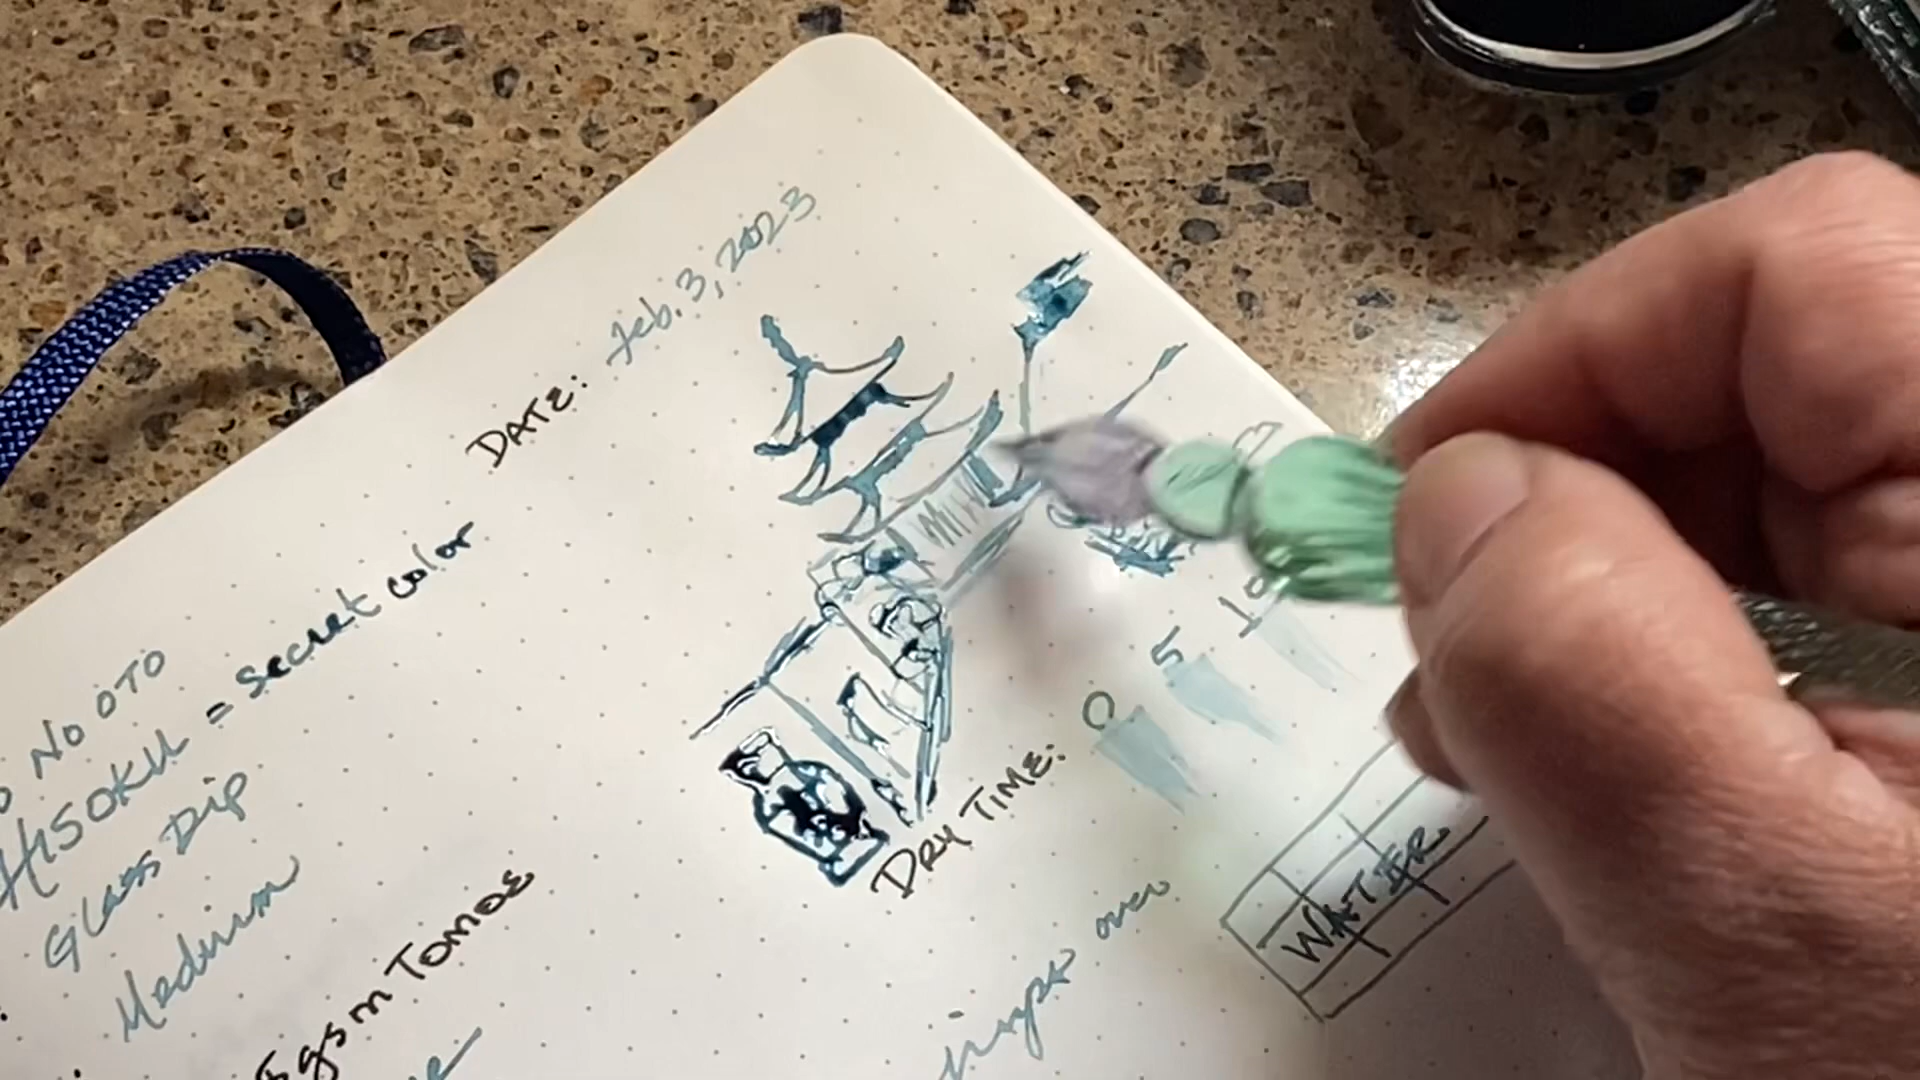 DATE: Feb. 3, 2023
No OTO
HISOKU = secret color
Glass Dip
Medium
Tomoe
DRY TIME: 0 5 10
over
WATER